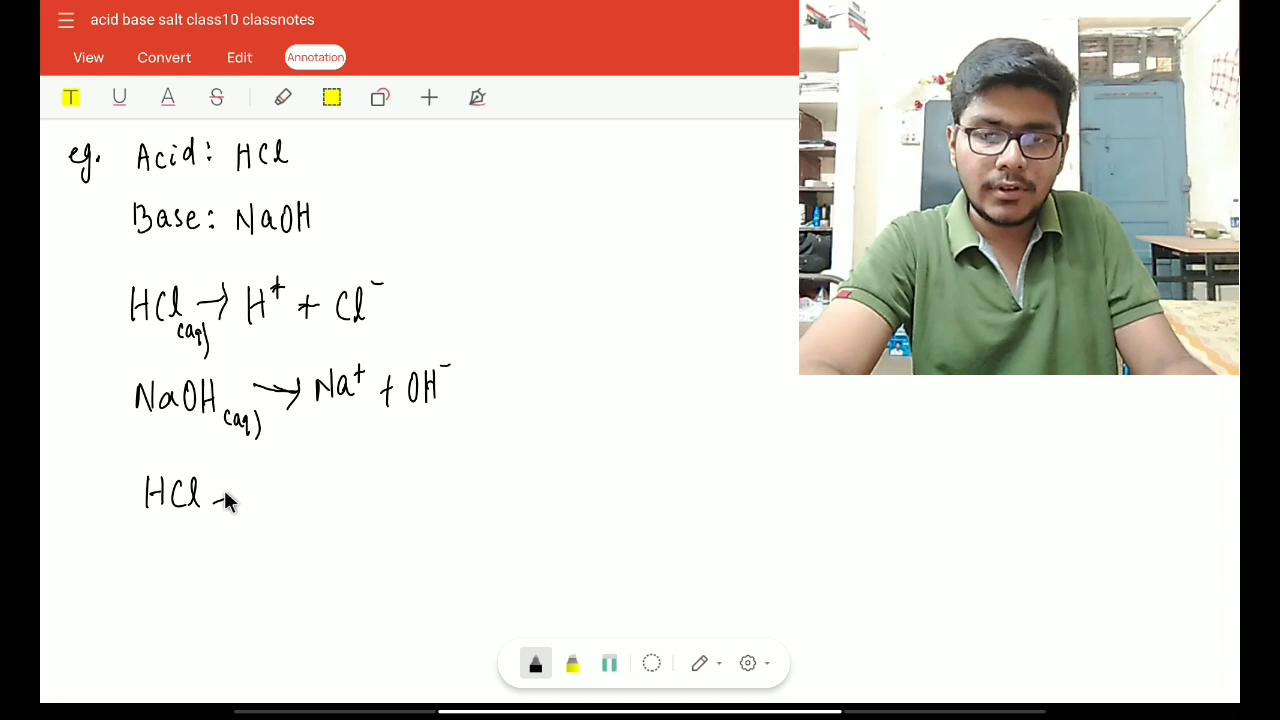 acid base salt class10 classnotes
View Convert Edit Annotation
T U A S
eg. Acid: HCl
Base: NaOH
HCl(aq) → H⁺ + Cl⁻
NaOH(aq) → Na⁺ + OH⁻
HCl